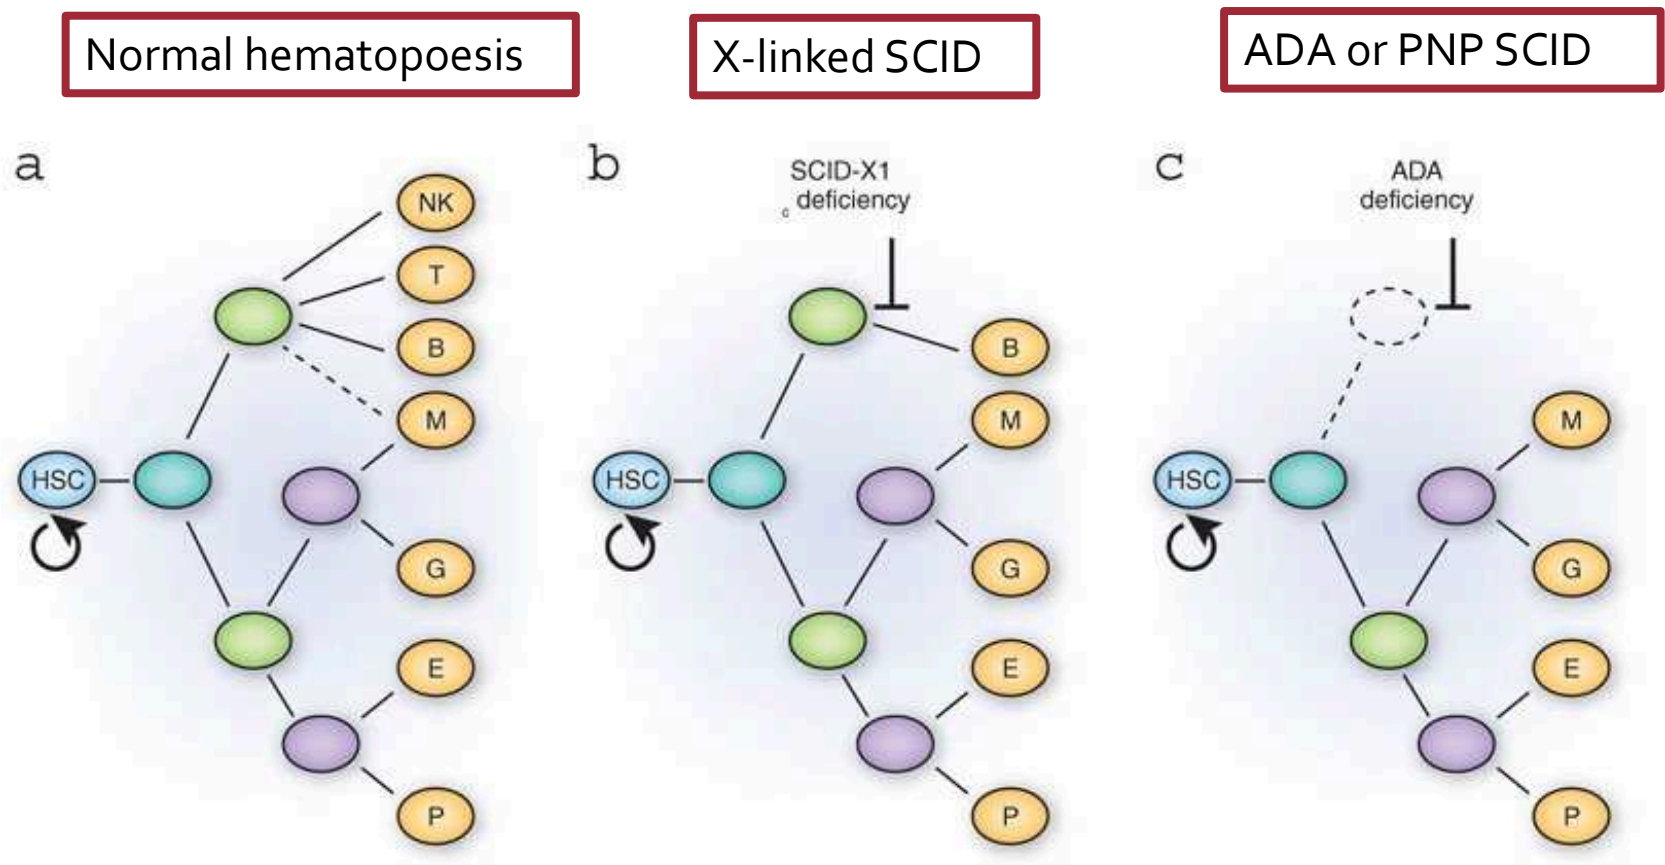 Normal hematopoesis
X-linked SCID
ADA or PNP SCID
a
NK
T
B
M
HSC
G
E
P
b
SCID-X1
c deficiency
B
M
HSC
G
E
P
c
ADA
deficiency
M
HSC
G
E
P